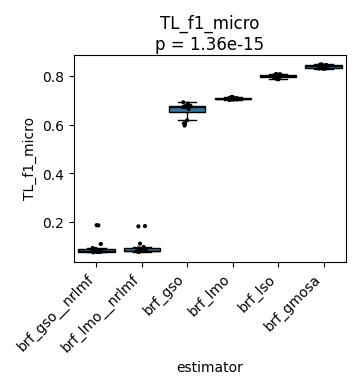 TL_f1_micro
p = 1.36e-15
TL_f1_micro
0.8
0.6
0.4
0.2
brf_gso__nrlmf
brf_lmo__nrlmf
brf_gso
brf_lmo
brf_lso
brf_gmosa
estimator